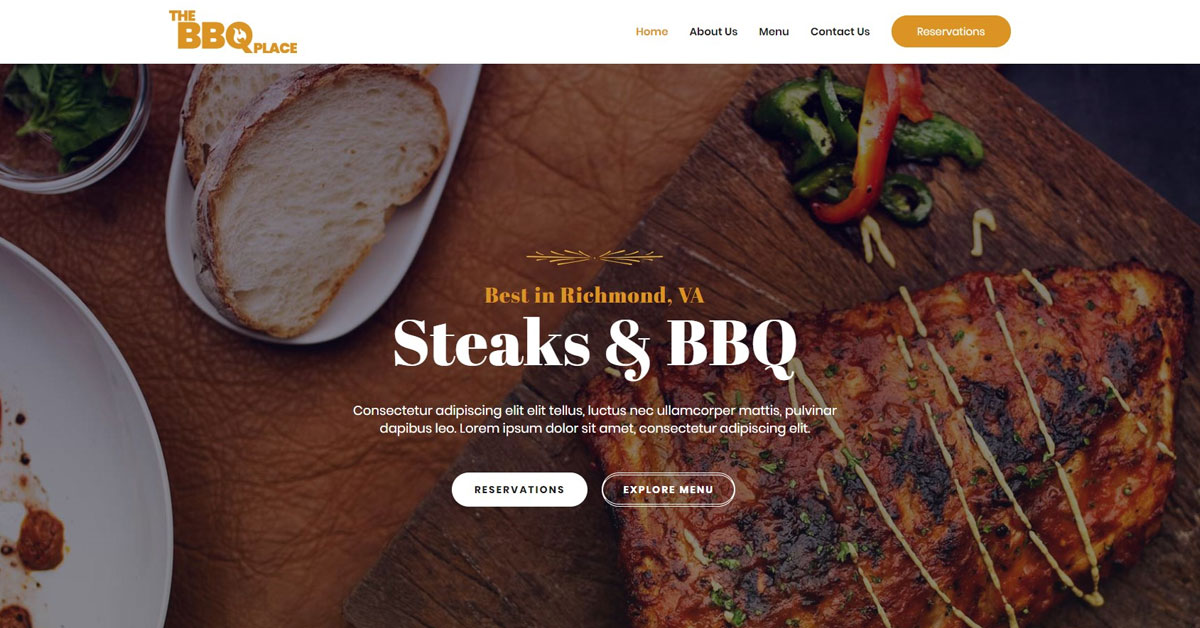 THE
BBQ
PLACE
Home About Us Menu Contact Us Reservations
Best in Richmond, VA
Steaks & BBQ
Consectetur adipiscing elit elit tellus, luctus nec ullamcorper mattis, pulvinar
dapibus leo. Lorem ipsum dolor sit amet, consectetur adipiscing elit.
RESERVATIONS EXPLORE MENU